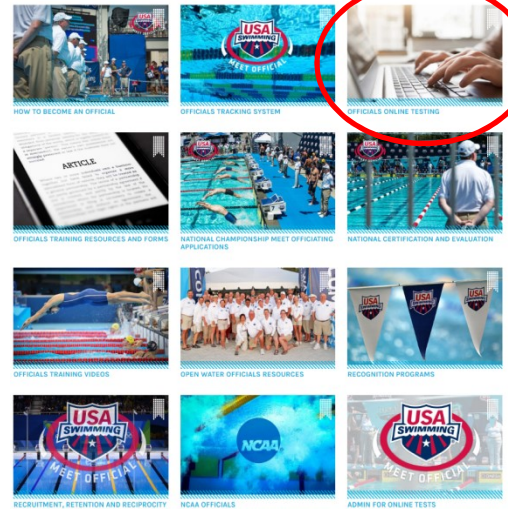 USA
SWIMMING
MEET OFFICIAL
HOW TO BECOME AN OFFICIAL
OFFICIALS TRACKING SYSTEM
OFFICIALS ONLINE TESTING
ARTICLE
USA
USA
OFFICIALS TRAINING RESOURCES AND FORMS
NATIONAL CHAMPIONSHIP MEET OFFICIATING
APPLICATIONS
NATIONAL CERTIFICATION AND EVALUATION
USA
USA
USA
OFFICIALS TRAINING VIDEOS
OPEN WATER OFFICIALS RESOURCES
RECOGNITION PROGRAMS
USA
SWIMMING
MEET OFFICIAL
NCAA
USA
SWIMMING
MEET OFFICIAL
RECRUITMENT, RETENTION AND RECIPROCITY
NCAA OFFICIALS
ADMIN FOR ONLINE TESTS